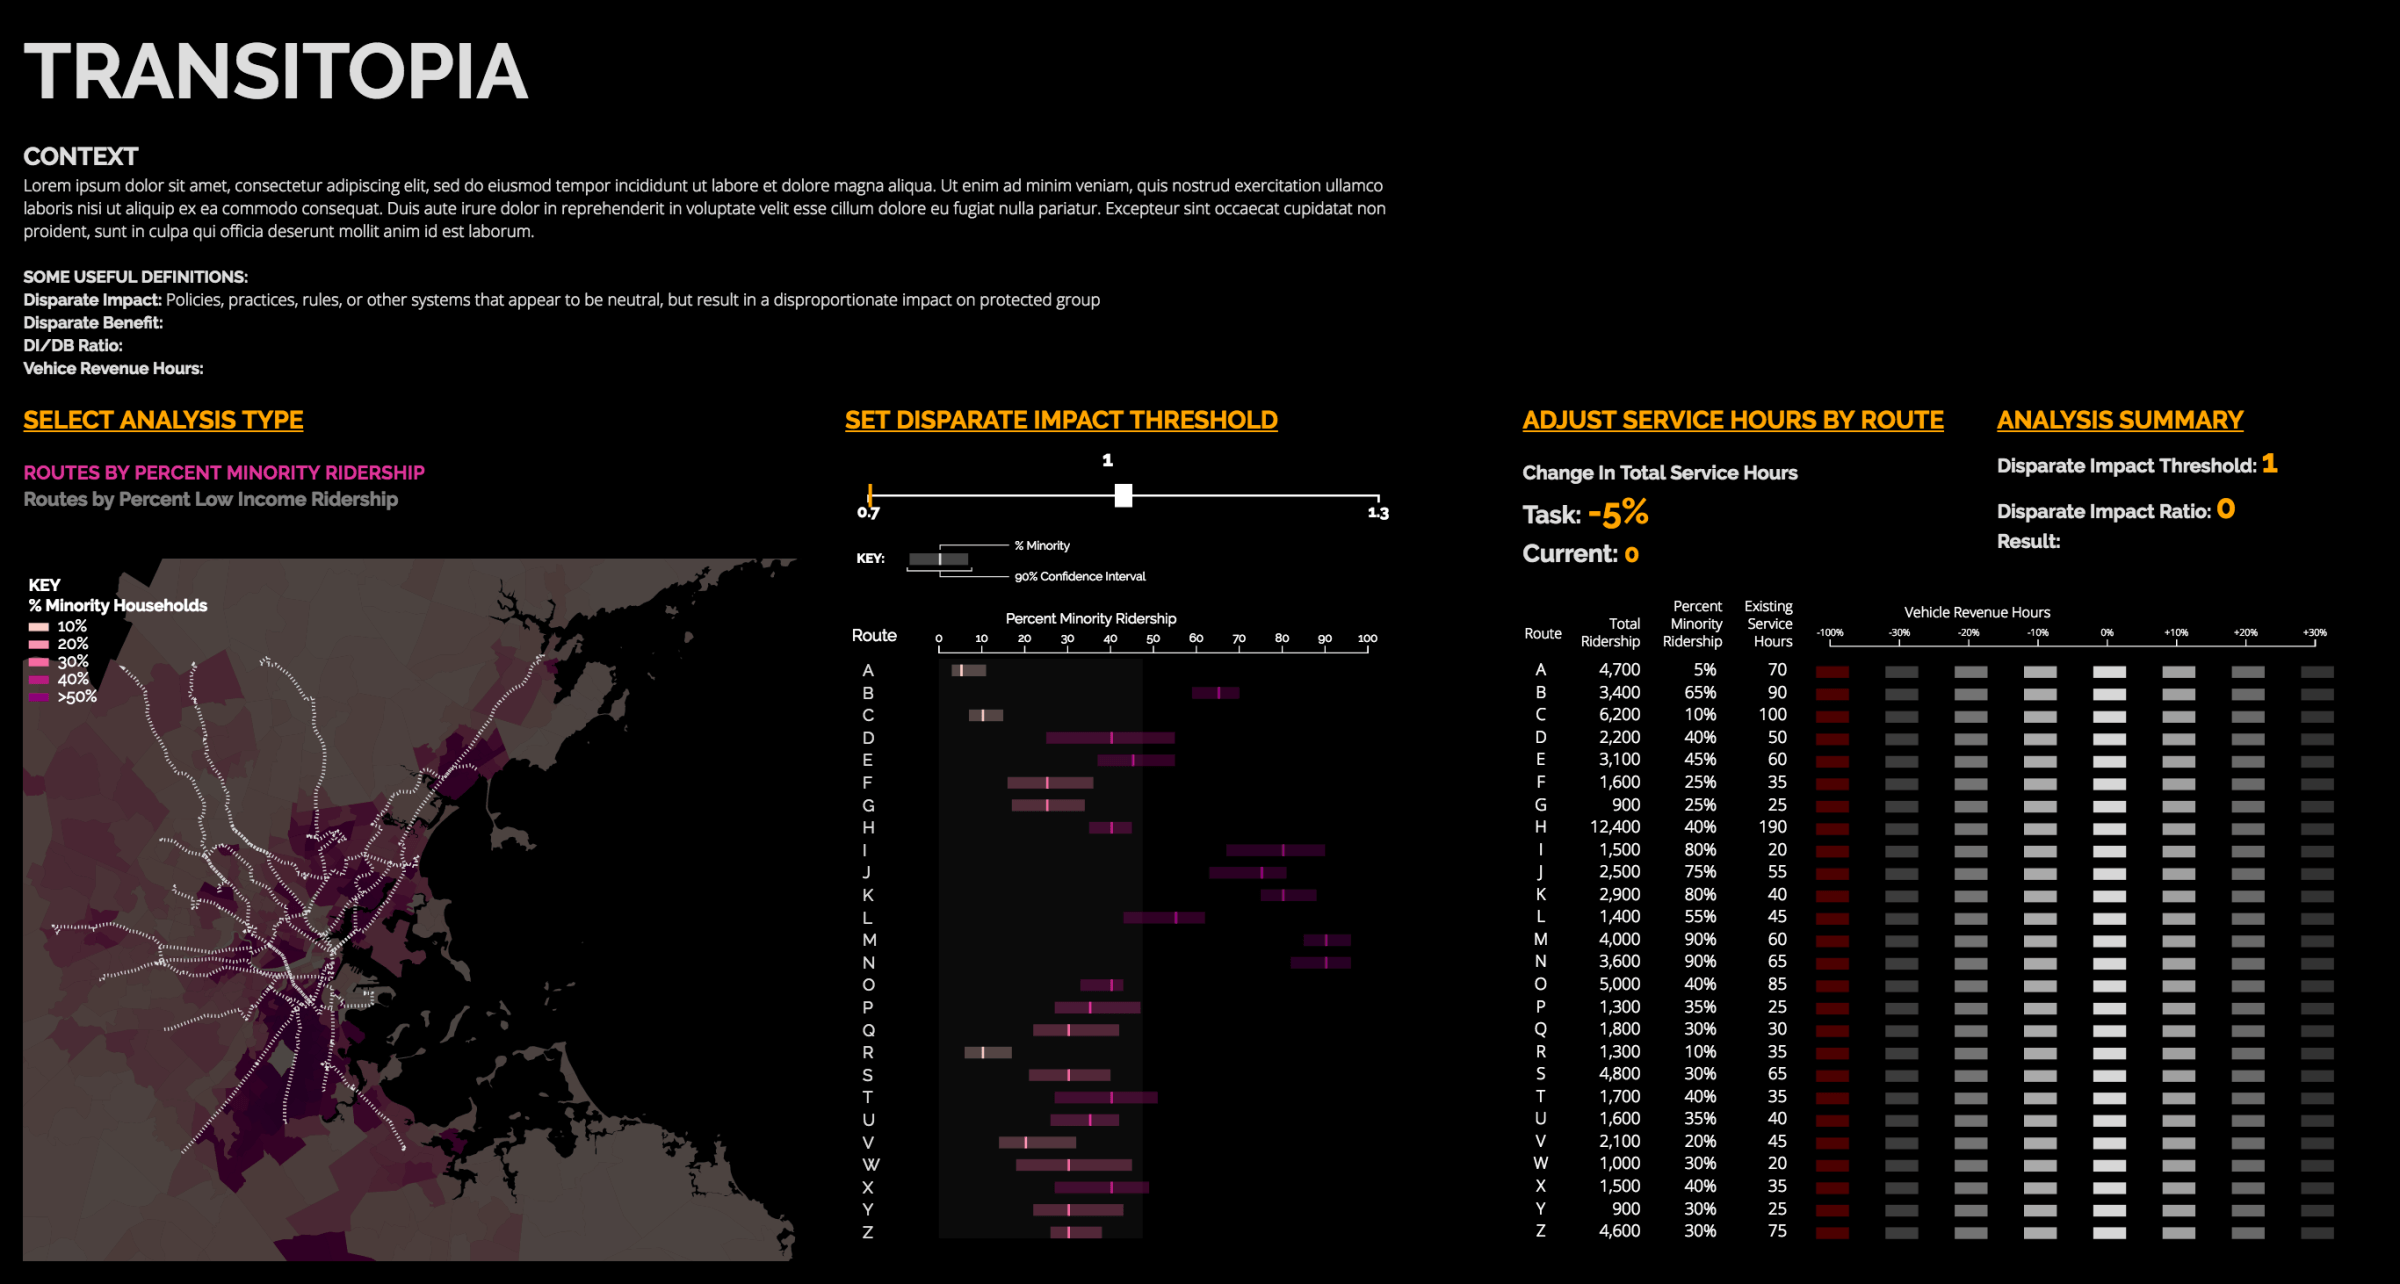 TRANSITOPIA
CONTEXT
Lorem ipsum dolor sit amet, consectetur adipiscing elit, sed do eiusmod tempor incididunt ut labore et dolore magna aliqua. Ut enim ad minim veniam, quis nostrud exercitation ullamco
laboris nisi ut aliquip ex ea commodo consequat. Duis aute irure dolor in reprehenderit in voluptate velit esse cillum dolore eu fugiat nulla pariatur. Excepteur sint occaecat cupidatat non
proident, sunt in culpa qui officia deserunt mollit anim id est laborum.
SOME USEFUL DEFINITIONS:
Disparate Impact: Policies, practices, rules, or other systems that appear to be neutral, but result in a disproportionate impact on protected group
Disparate Benefit:
DI/DB Ratio:
Vehice Revenue Hours:
SELECT ANALYSIS TYPE
ROUTES BY PERCENT MINORITY RIDERSHIP
Routes by Percent Low Income Ridership
KEY
% Minority Households
10%
20%
30%
40%
>50%
SET DISPARATE IMPACT THRESHOLD
1
0.7 1.3
KEY:
% Minority
90% Confidence Interval
Percent Minority Ridership
Route 0 10 20 30 40 50 60 70 80 90 100
A
B
C
D
E
F
G
H
I
J
K
L
M
N
O
P
Q
R
S
T
U
V
W
X
Y
Z
ADJUST SERVICE HOURS BY ROUTE
Change In Total Service Hours
Task: -5%
Current: 0
ANALYSIS SUMMARY
Disparate Impact Threshold: 1
Disparate Impact Ratio: 0
Result:
Route Total Ridership Percent Minority Ridership Existing Service Hours
Vehicle Revenue Hours
-100% -30% -20% -10% 0% +10% +20% +30%
A 4,700 5% 70
B 3,400 65% 90
C 6,200 10% 100
D 2,200 40% 50
E 3,100 45% 60
F 1,600 25% 35
G 900 25% 25
H 12,400 40% 190
I 1,500 80% 20
J 2,500 75% 55
K 2,900 80% 40
L 1,400 55% 45
M 4,000 90% 60
N 3,600 90% 65
O 5,000 40% 85
P 1,300 35% 25
Q 1,800 30% 30
R 1,300 10% 35
S 4,800 30% 65
T 1,700 40% 35
U 1,600 35% 40
V 2,100 20% 45
W 1,000 30% 20
X 1,500 40% 35
Y 900 30% 25
Z 4,600 30% 75